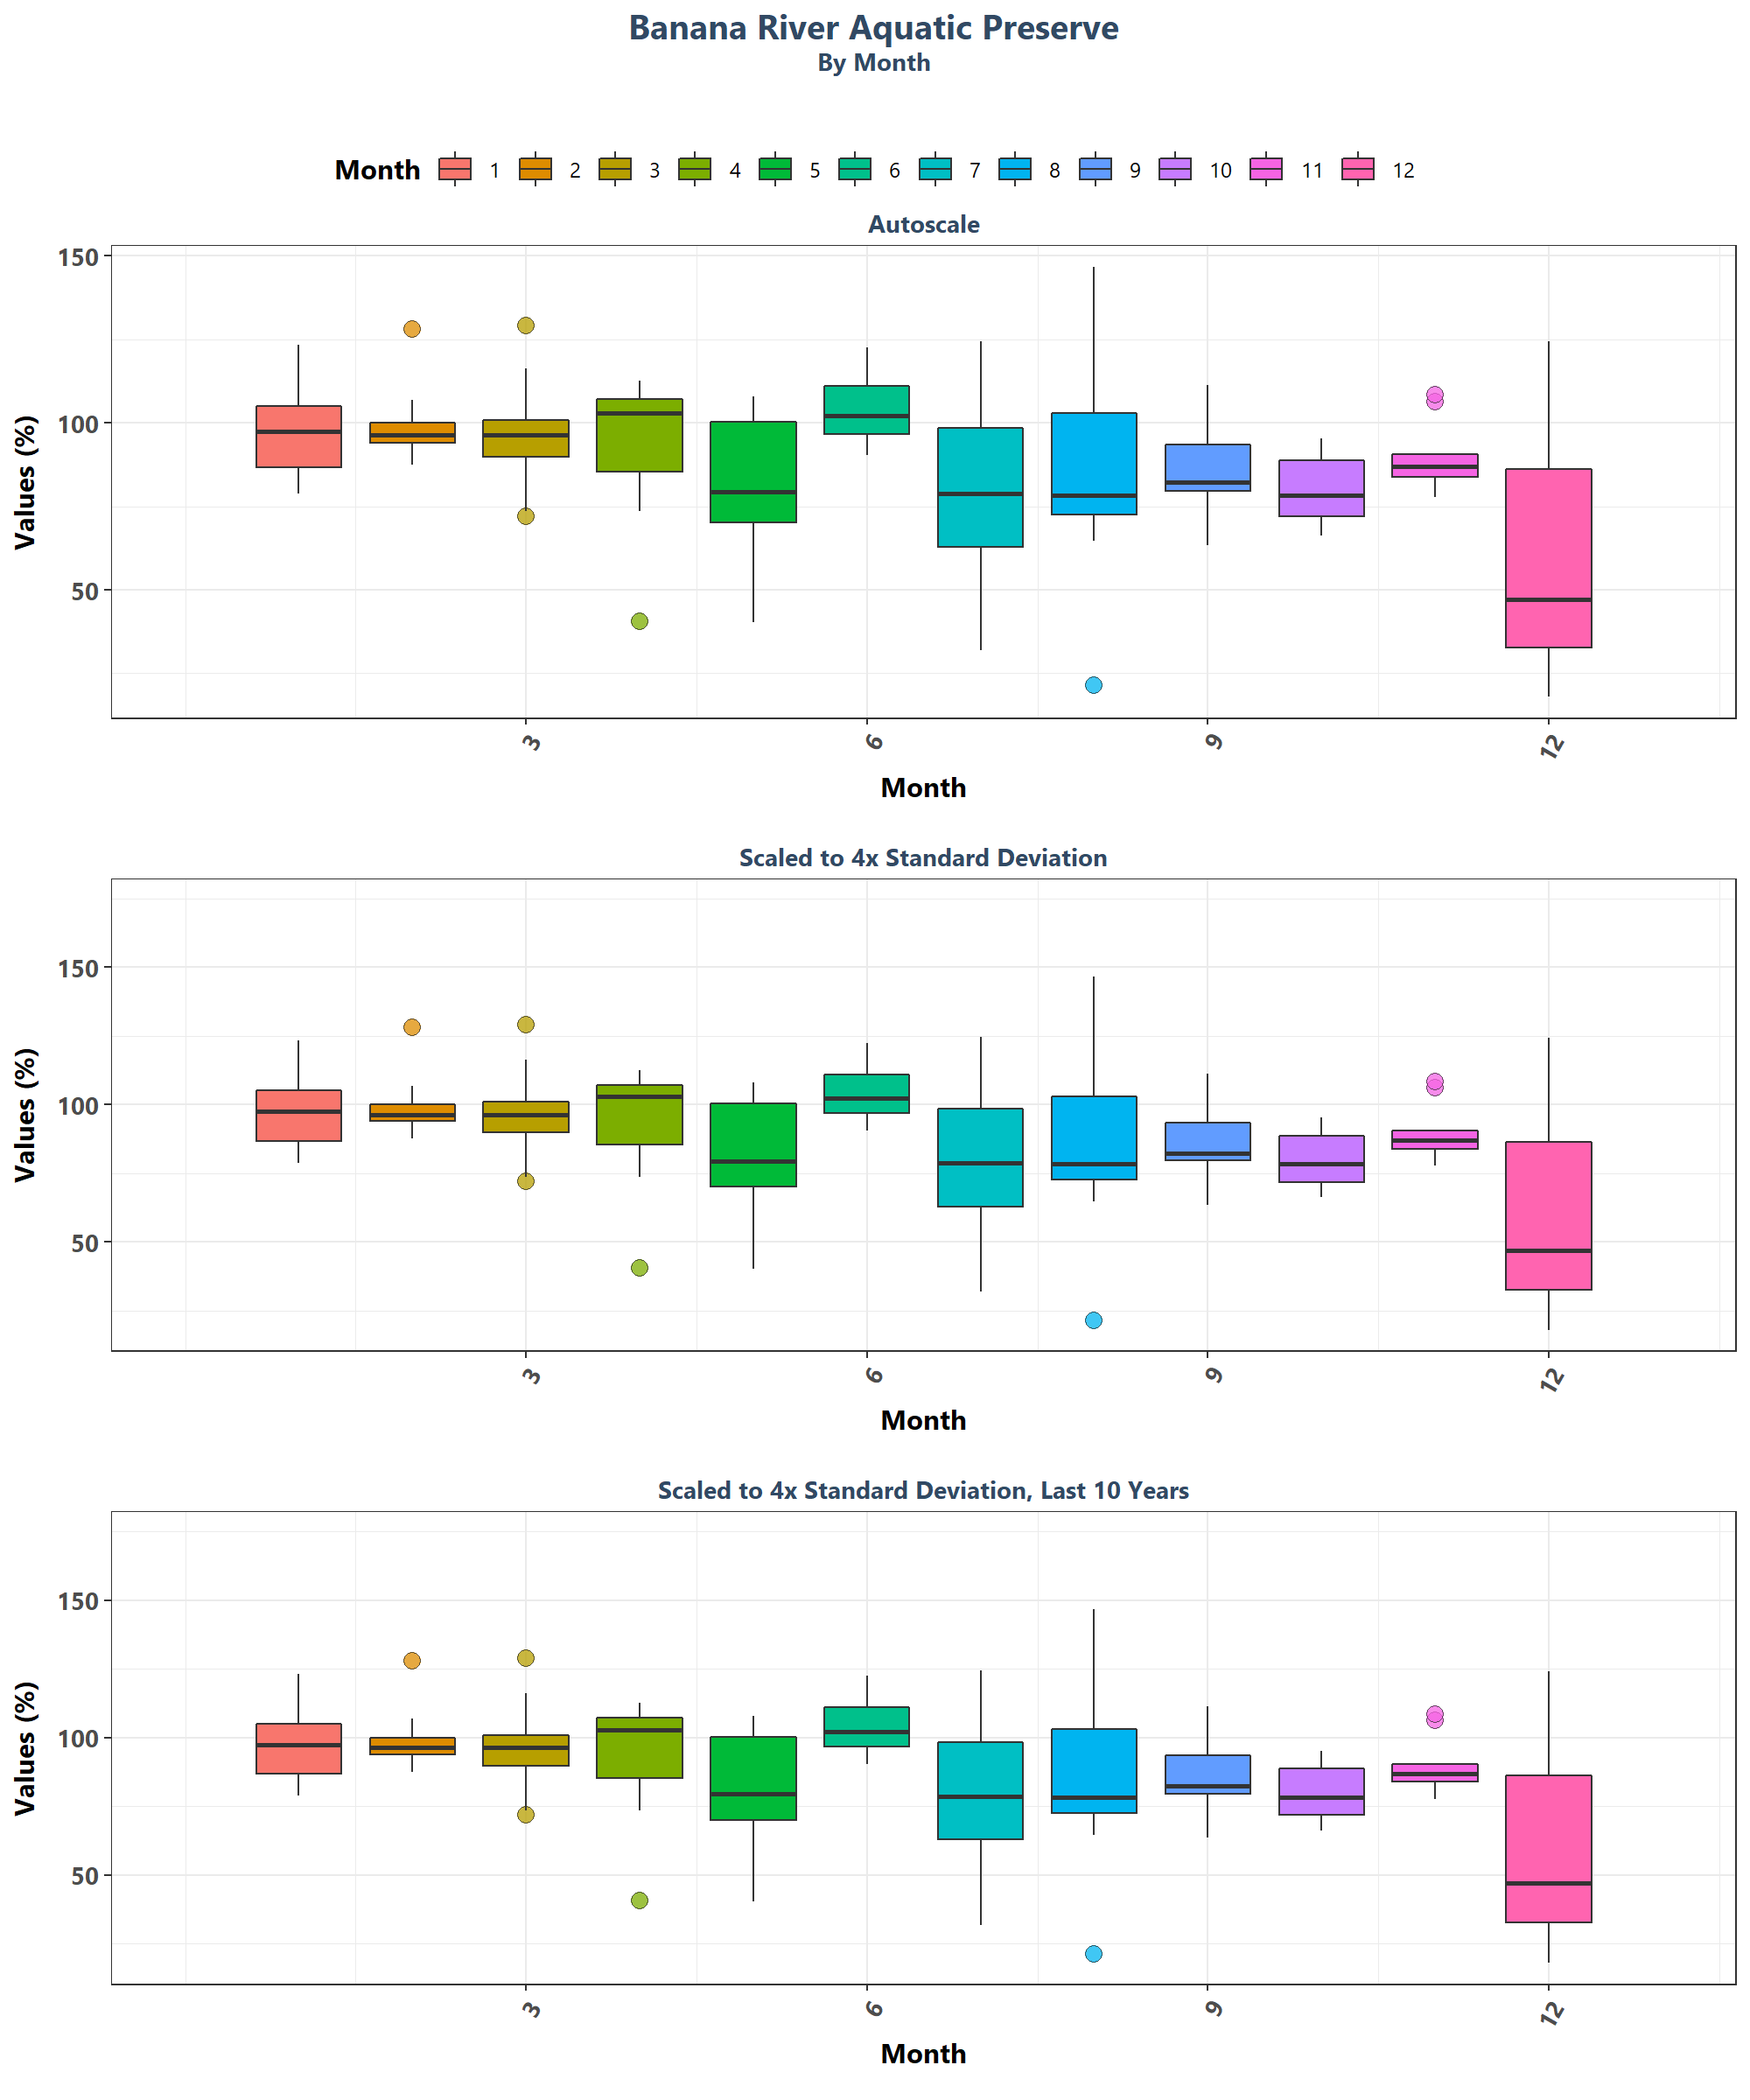 Banana River Aquatic Preserve
By Month
Month 1 2 3 4 5 6 7 8 9 10 11 12
Autoscale
Values (%)
150
100
50
3 6 9 12
Month
Scaled to 4x Standard Deviation
Values (%)
150
100
50
3 6 9 12
Month
Scaled to 4x Standard Deviation, Last 10 Years
Values (%)
150
100
50
3 6 9 12
Month